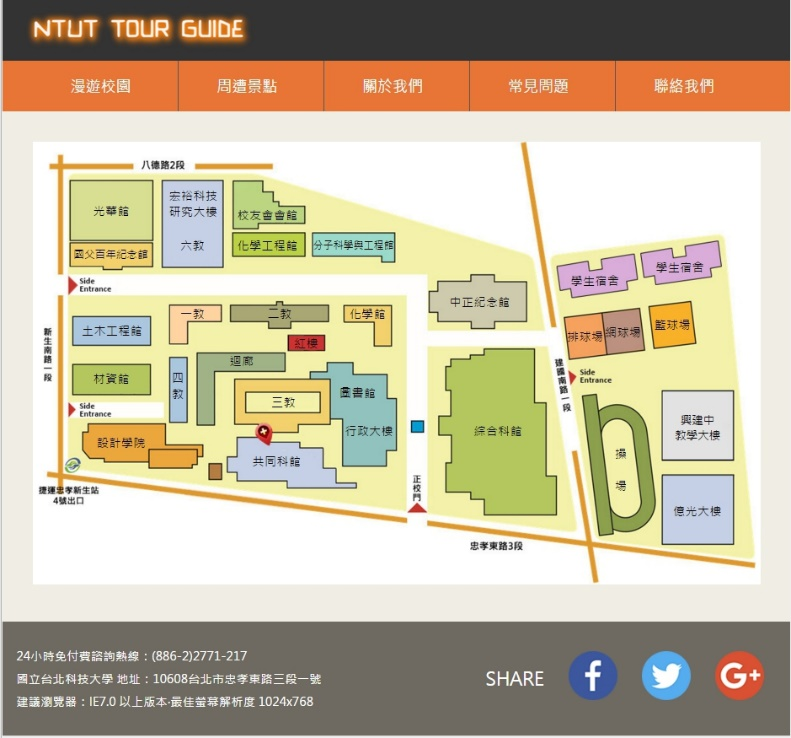 NTUT TOUR GUIDE
漫遊校園
周遭景點
關於我們
常見問題
聯絡我們
八德路2段
光華館
宏裕科技
研究大樓
六教
校友會會館
國父百年紀念館
化學工程館
分子科學與工程館
學生宿舍
學生宿舍
Side
Entrance
中正紀念館
一教
二教
化學館
土木工程館
紅樓
排球場
網球場
籃球場
新生南路一段
迴廊
材資館
四教
圖書館
建國南路一段
Side
Entrance
三教
Side
Entrance
設計學院
行政大樓
綜合科館
興建中
教學大樓
操場
共同科館
捷運忠孝新生站
4號出口
正校門
億光大樓
忠孝東路3段
24小時免付費諮詢熱線：(886-2)2771-217
國立台北科技大學 地址：10608台北市忠孝東路三段一號
建議瀏覽器：IE7.0 以上版本‧最佳螢幕解析度 1024x768
SHARE
f
G+